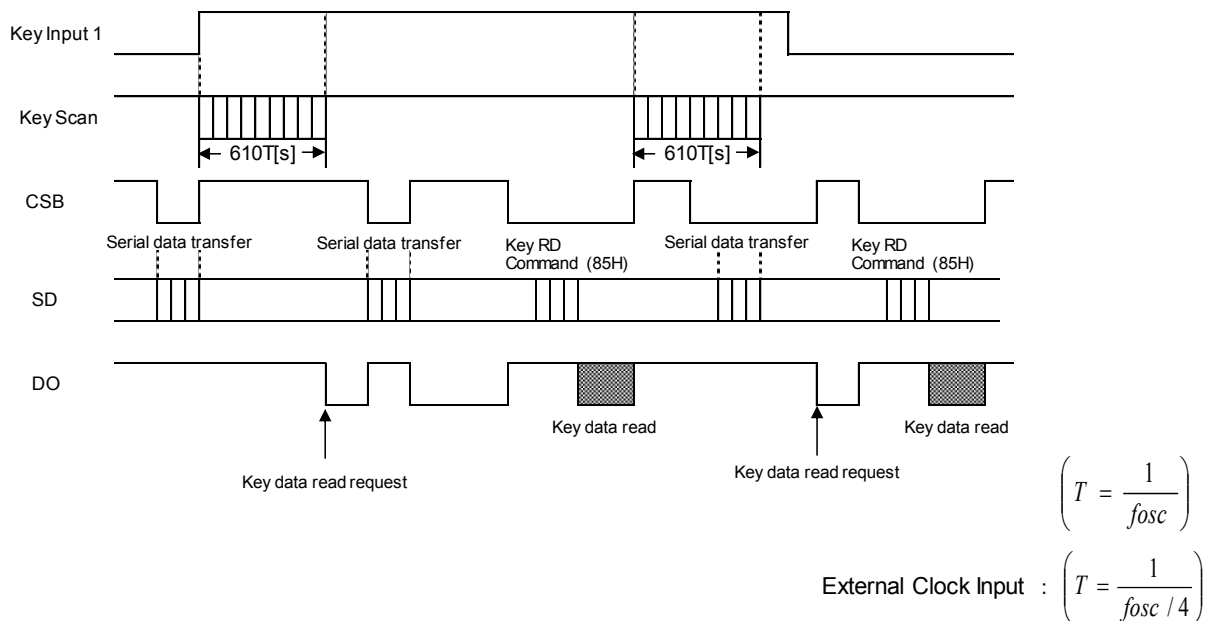 Key Input 1
Key Scan
610T[s]
610T[s]
CSB
Serial data transfer
Serial data transfer
Key RD
Command (85H)
Serial data transfer
Key RD
Command (85H)
SD
DO
Key data read
Key data read
Key data read request
Key data read request
( T = 1 / fosc )
External Clock Input : ( T = 1 / fosc / 4 )